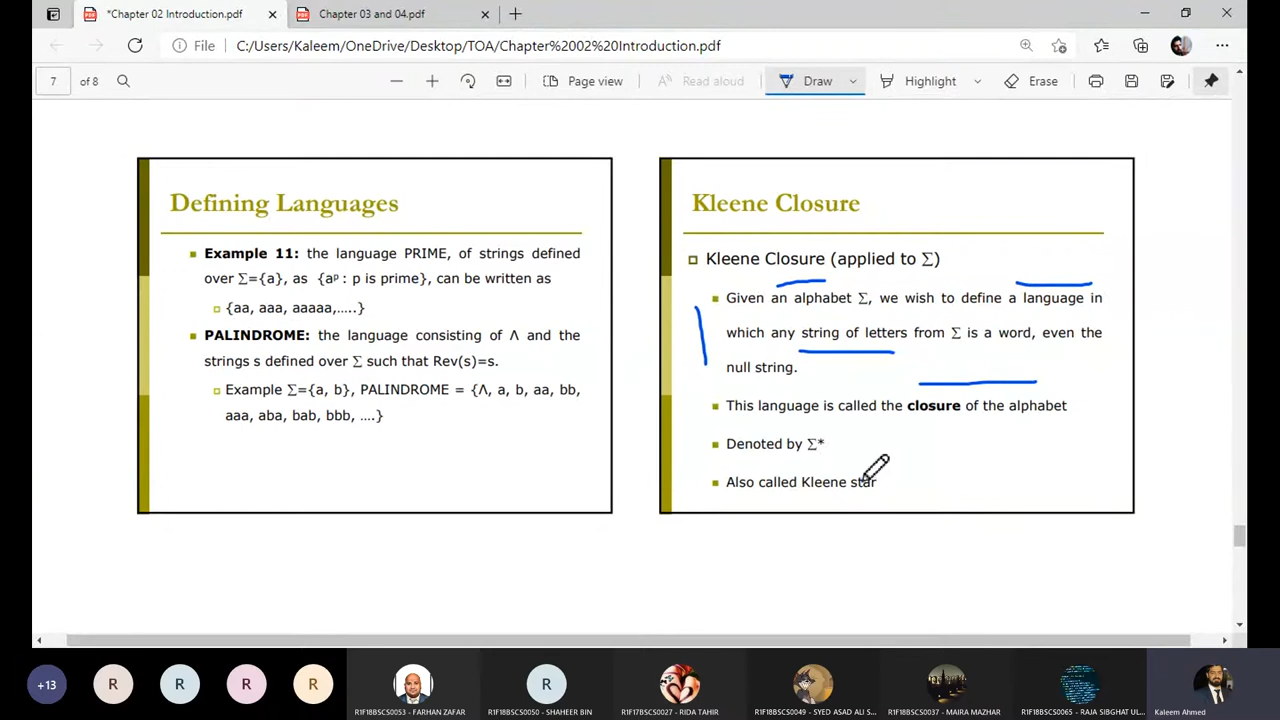 *Chapter 02 Introduction.pdf
Chapter 03 and 04.pdf
File C:/Users/Kaleem/OneDrive/Desktop/TOA/Chapter%2002%20Introduction.pdf
7 of 8 Page view Read aloud Draw Highlight Erase
Defining Languages
Example 11: the language PRIME, of strings defined
over Σ={a}, as {aᵖ : p is prime}, can be written as
{aa, aaa, aaaaa,…..}
PALINDROME: the language consisting of Λ and the
strings s defined over Σ such that Rev(s)=s.
Example Σ={a, b}, PALINDROME = {Λ, a, b, aa, bb,
aaa, aba, bab, bbb, ….}
Kleene Closure
Kleene Closure (applied to Σ)
Given an alphabet Σ, we wish to define a language in
which any string of letters from Σ is a word, even the
null string.
This language is called the closure of the alphabet
Denoted by Σ*
Also called Kleene star
+13 R R R R R
R1F18BSCS0053 - FARHAN ZAFAR
R1F18BSCS0050 - SHAHEER BIN
R1F17BSCS0027 - RIDA TAHIR
R1F18BSCS0049 - SYED ASAD ALI S...
R1F18BSCS0037 - MAIRA MAZHAR
R1F18BSCS0065 - RAJA SIBGHAT UL...
Kaleem Ahmed